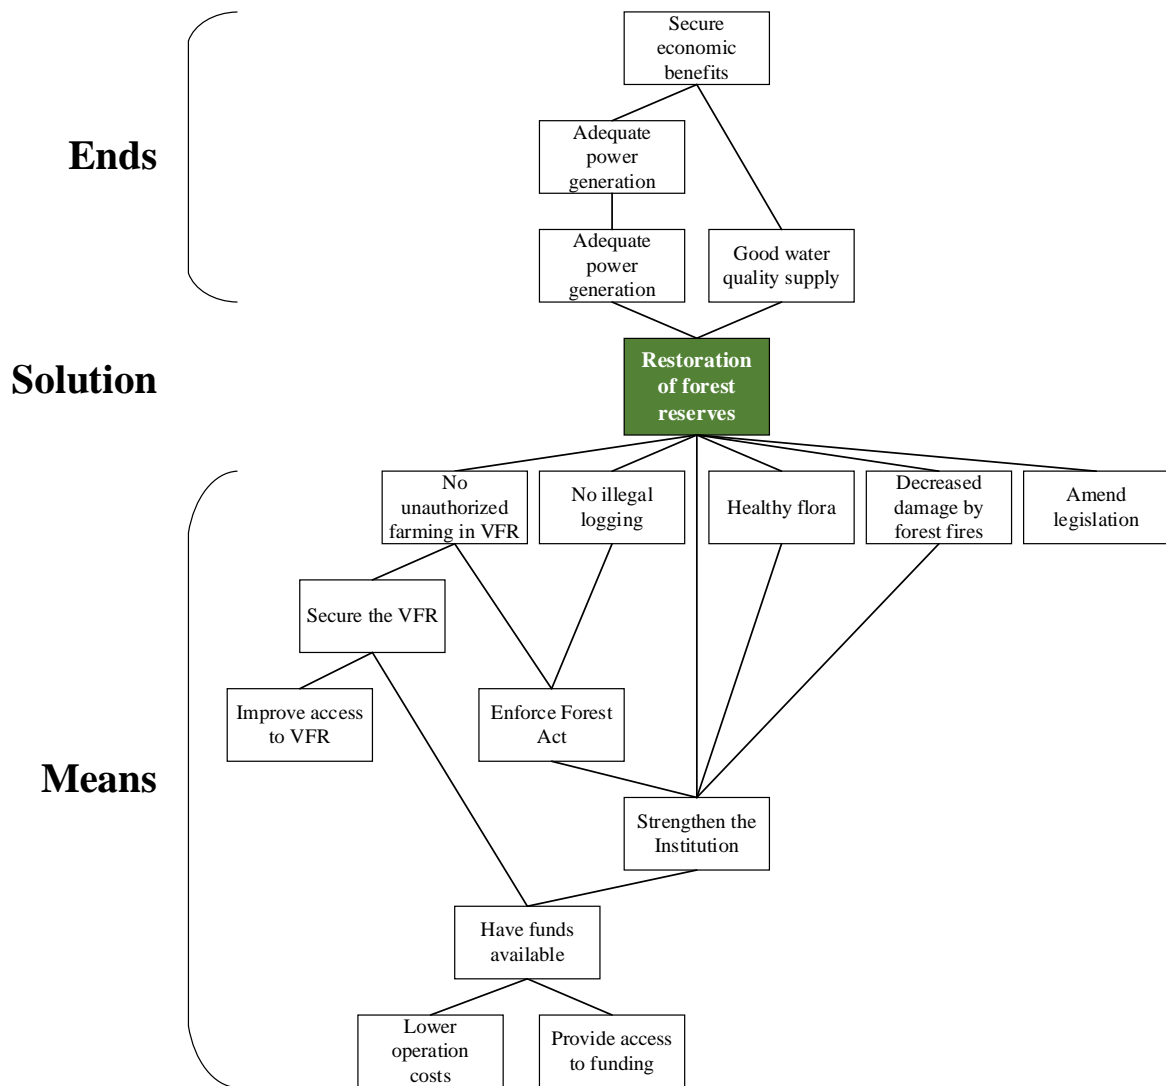 Secure
economic
benefits
Ends
Adequate
power
generation
Adequate
power
generation
Good water
quality supply
Solution
Restoration
of forest
reserves
No
unauthorized
farming in VFR
No illegal
logging
Healthy flora
Decreased
damage by
forest fires
Amend
legislation
Secure the VFR
Improve access
to VFR
Enforce Forest
Act
Means
Strengthen the
Institution
Have funds
available
Lower
operation
costs
Provide access
to funding